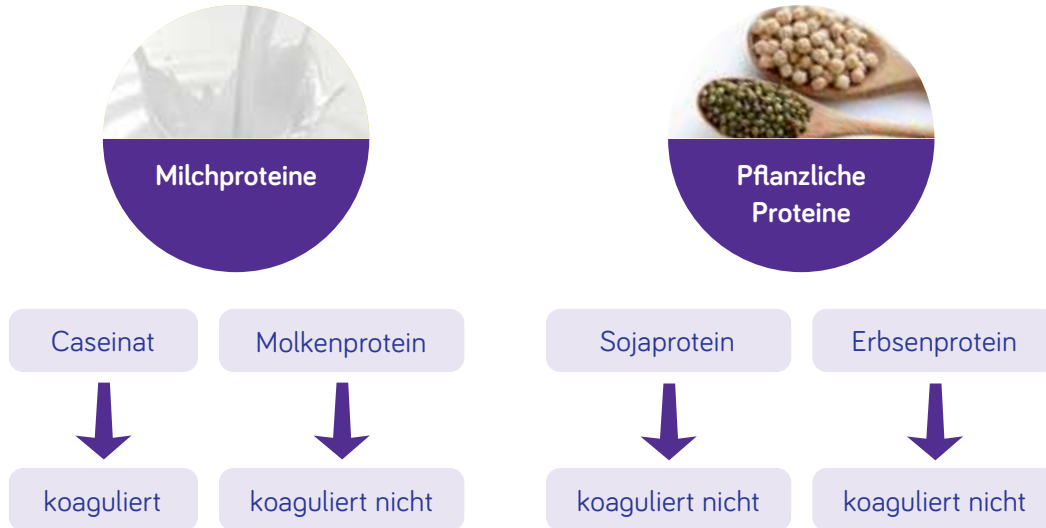 Milchproteine
Pflanzliche
Proteine
Caseinat
Molkenprotein
Sojaprotein
Erbsenprotein
koaguliert
koaguliert nicht
koaguliert nicht
koaguliert nicht